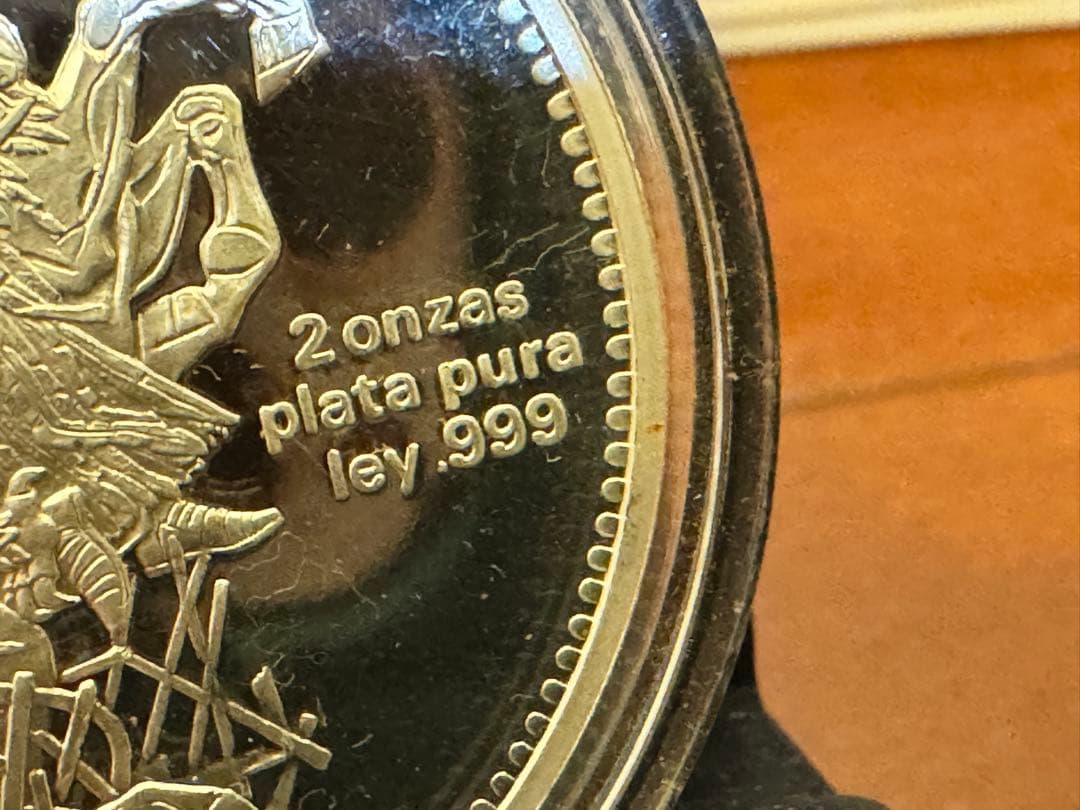 2 onzas
plata pura
ley .999